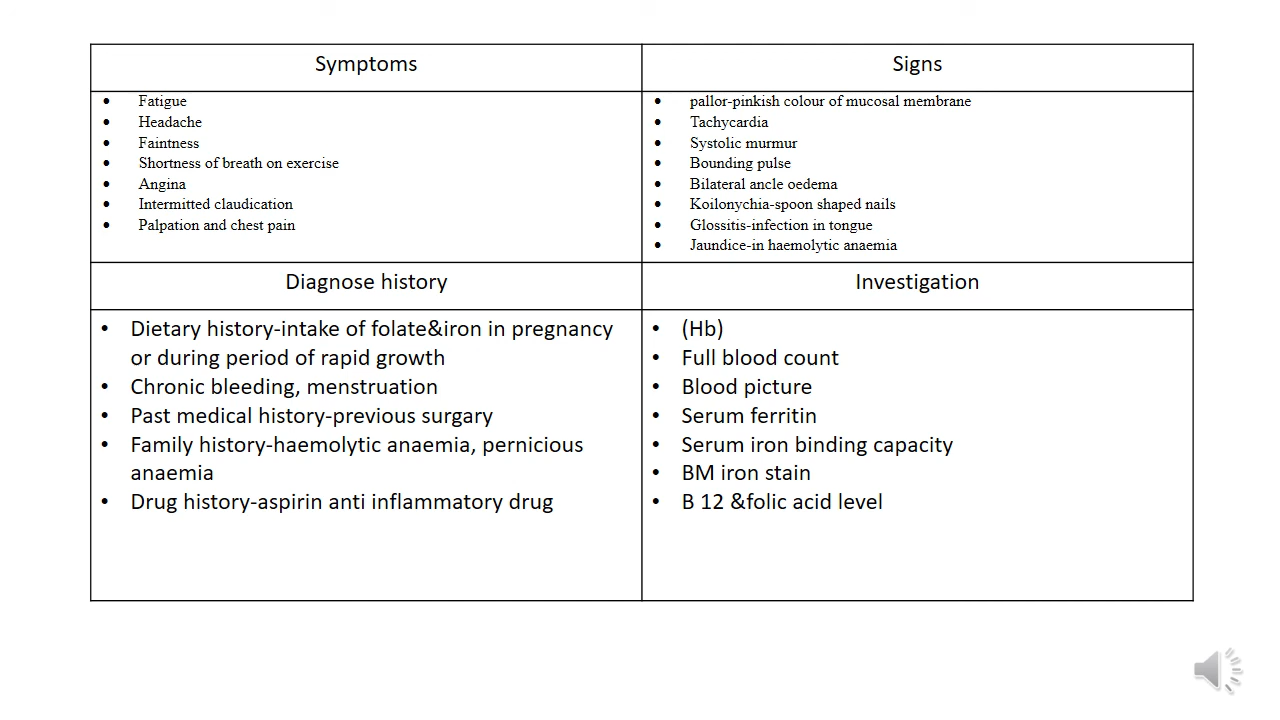 Symptoms
Signs
• Fatigue
• Headache
• Faintness
• Shortness of breath on exercise
• Angina
• Intermitted claudication
• Palpation and chest pain
• pallor-pinkish colour of mucosal membrane
• Tachycardia
• Systolic murmur
• Bounding pulse
• Bilateral ancle oedema
• Koilonychia-spoon shaped nails
• Glossitis-infection in tongue
• Jaundice-in haemolytic anaemia
Diagnose history
Investigation
• Dietary history-intake of folate&iron in pregnancy
or during period of rapid growth
• Chronic bleeding, menstruation
• Past medical history-previous surgary
• Family history-haemolytic anaemia, pernicious
anaemia
• Drug history-aspirin anti inflammatory drug
• (Hb)
• Full blood count
• Blood picture
• Serum ferritin
• Serum iron binding capacity
• BM iron stain
• B 12 &folic acid level